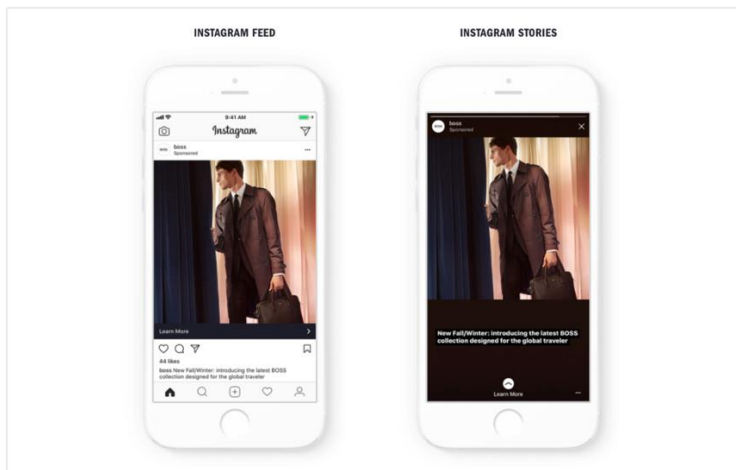 INSTAGRAM FEED
INSTAGRAM STORIES
9:41 AM
Instagram
boss
Sponsored
Learn More
44 likes
boss New Fall/Winter: introducing the latest BOSS
collection designed for the global traveler
boss
Sponsored
New Fall/Winter: introducing the latest BOSS
collection designed for the global traveler
Learn More